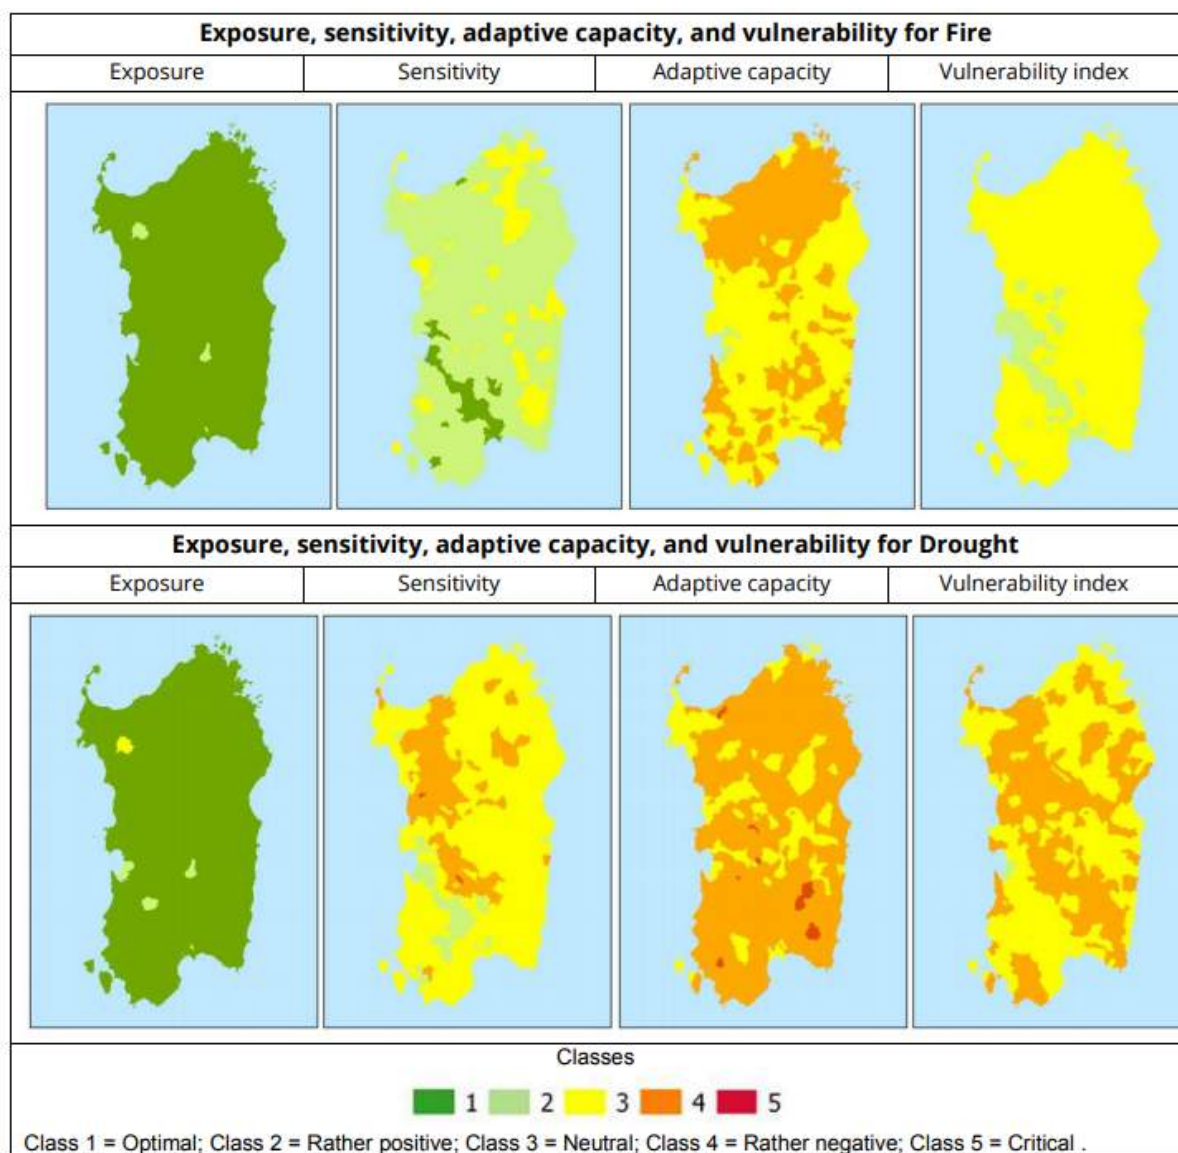 Exposure, sensitivity, adaptive capacity, and vulnerability for Fire
Exposure
Sensitivity
Adaptive capacity
Vulnerability index
Exposure, sensitivity, adaptive capacity, and vulnerability for Drought
Exposure
Sensitivity
Adaptive capacity
Vulnerability index
Classes
1 2 3 4 5
Class 1 = Optimal; Class 2 = Rather positive; Class 3 = Neutral; Class 4 = Rather negative; Class 5 = Critical .